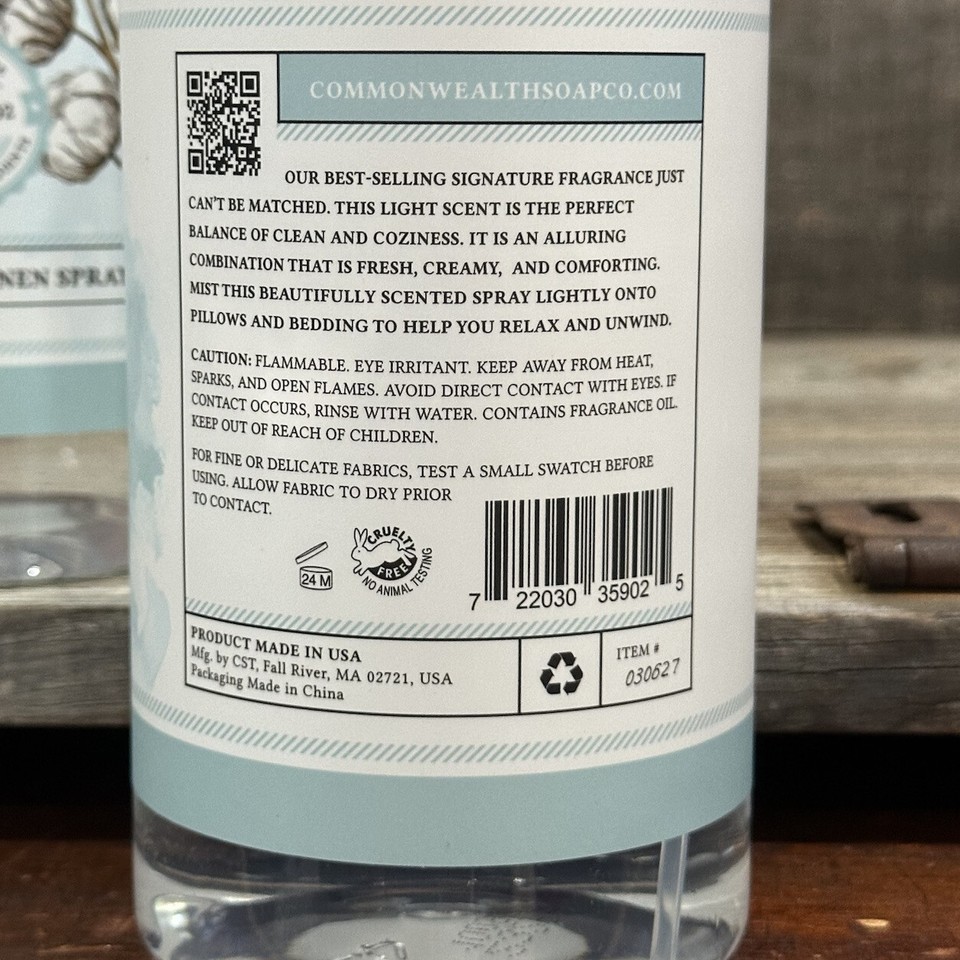 COMMONWEALTHSOAPCO.COM
OUR BEST-SELLING SIGNATURE FRAGRANCE JUST
CAN'T BE MATCHED. THIS LIGHT SCENT IS THE PERFECT
BALANCE OF CLEAN AND COZINESS. IT IS AN ALLURING
COMBINATION THAT IS FRESH, CREAMY, AND COMFORTING.
MIST THIS BEAUTIFULLY SCENTED SPRAY LIGHTLY ONTO
PILLOWS AND BEDDING TO HELP YOU RELAX AND UNWIND.
CAUTION: FLAMMABLE. EYE IRRITANT. KEEP AWAY FROM HEAT,
SPARKS, AND OPEN FLAMES. AVOID DIRECT CONTACT WITH EYES. IF
CONTACT OCCURS, RINSE WITH WATER. CONTAINS FRAGRANCE OIL.
KEEP OUT OF REACH OF CHILDREN.
FOR FINE OR DELICATE FABRICS, TEST A SMALL SWATCH BEFORE
USING. ALLOW FABRIC TO DRY PRIOR
TO CONTACT.
24 M
CRUELTY
FREE
NO ANIMAL TESTING
7 22030 35902 5
PRODUCT MADE IN USA
Mfg. by CST, Fall River, MA 02721, USA
Packaging Made in China
ITEM #
030627
NEN SPRAY